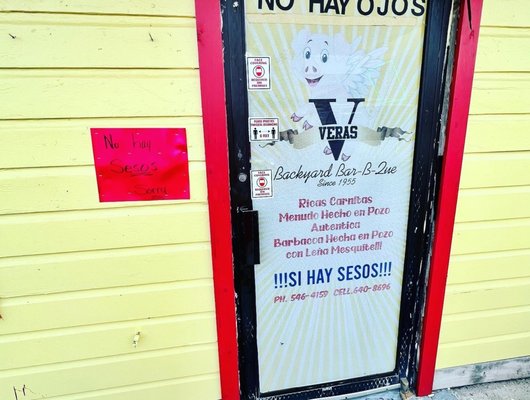 NO HAY OJOS
No hay
Sesos
Sorry
V
VERAS
Backyard Bar-B-Que
Since 1955
Ricas Carnitas
Menudo Hecho en Pozo
Autentica
Barbacoa Hecha en Pozo
con Leña Mesquite!!!
!!!SI HAY SESOS!!!
PH. 546-4159 CELL. 640-8696